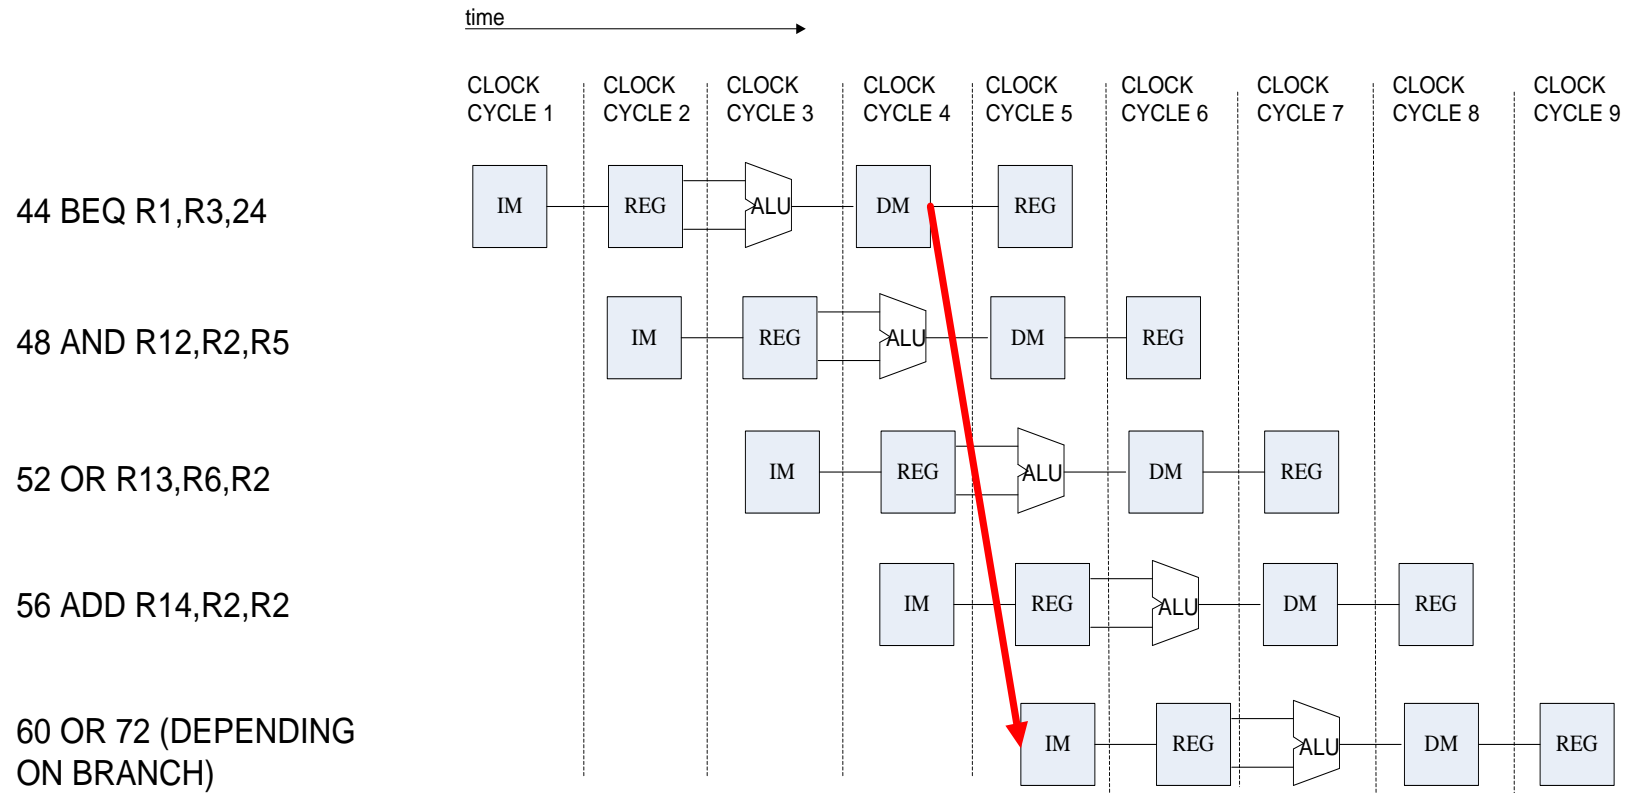 time
CLOCK CYCLE 1
CLOCK CYCLE 2
CLOCK CYCLE 3
CLOCK CYCLE 4
CLOCK CYCLE 5
CLOCK CYCLE 6
CLOCK CYCLE 7
CLOCK CYCLE 8
CLOCK CYCLE 9
44 BEQ R1,R3,24
IM REG ALU DM REG
48 AND R12,R2,R5
IM REG ALU DM REG
52 OR R13,R6,R2
IM REG ALU DM REG
56 ADD R14,R2,R2
IM REG ALU DM REG
60 OR 72 (DEPENDING
ON BRANCH)
IM REG ALU DM REG